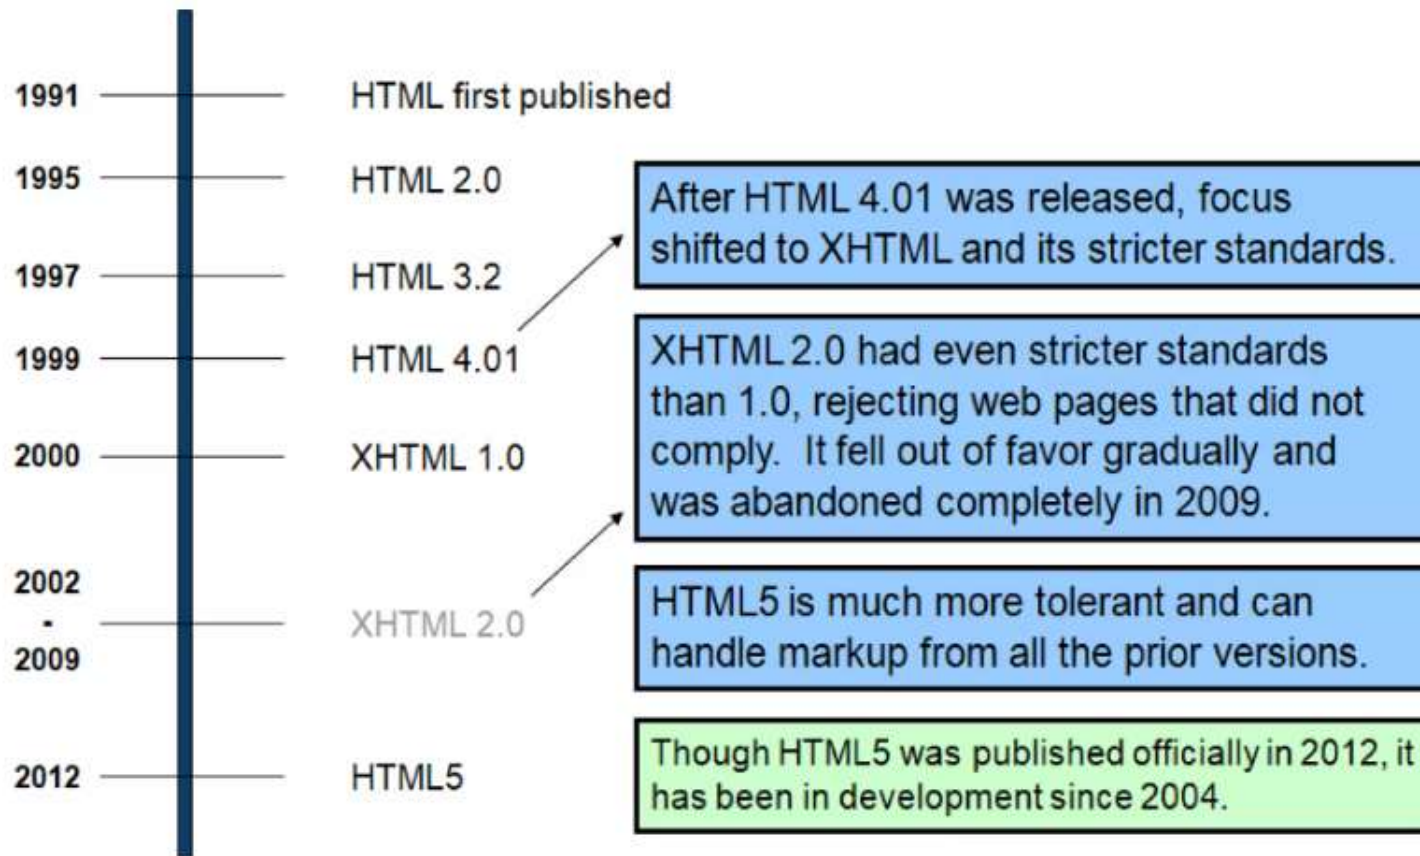 1991 HTML first published
1995 HTML 2.0
1997 HTML 3.2
1999 HTML 4.01
2000 XHTML 1.0
2002
-
2009
XHTML 2.0
2012 HTML5
After HTML 4.01 was released, focus
shifted to XHTML and its stricter standards.
XHTML 2.0 had even stricter standards
than 1.0, rejecting web pages that did not
comply. It fell out of favor gradually and
was abandoned completely in 2009.
HTML5 is much more tolerant and can
handle markup from all the prior versions.
Though HTML5 was published officially in 2012, it
has been in development since 2004.